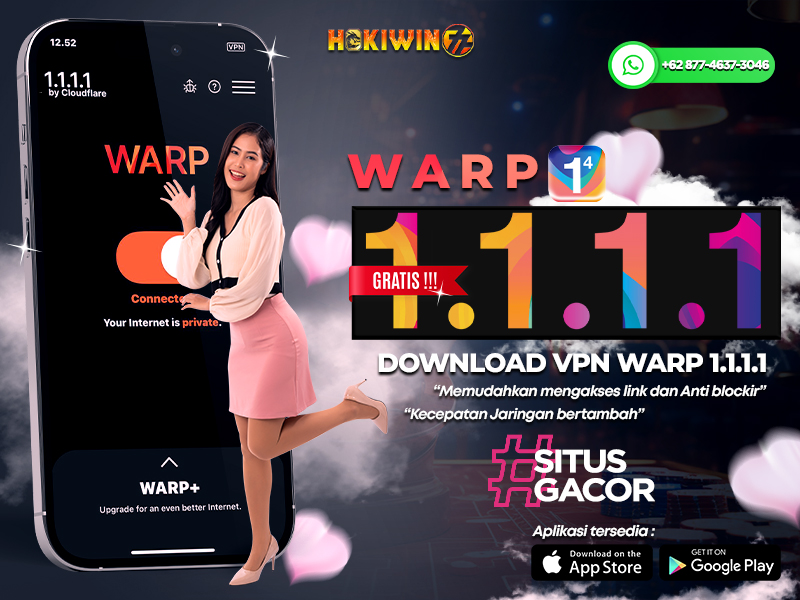 12.52
VPN
1.1.1.1
by Cloudflare
WARP
Connected
Your Internet is private.
WARP+
Upgrade for an even better Internet.
HOKIWIN77
+62 877-4637-3046
WARP
1⁴
1.1.1.1
GRATIS !!!
DOWNLOAD VPN WARP 1.1.1.1
“Memudahkan mengakses link dan Anti blockir”
“Kecepatan Jaringan bertambah”
#SITUS
GACOR
Aplikasi tersedia :
Download on the
App Store
GET IT ON
Google Play